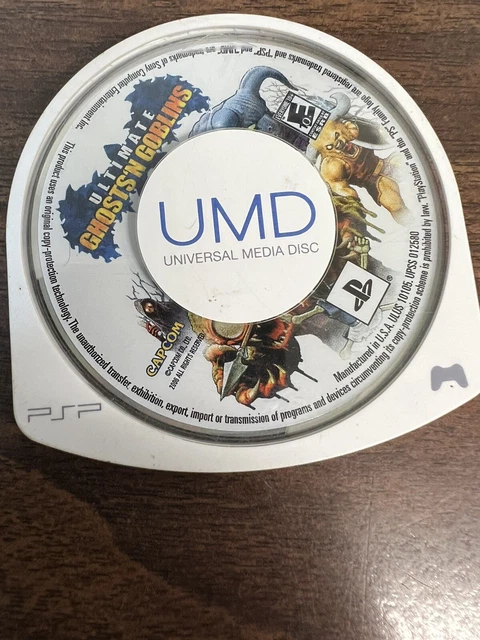 ULTIMATE
GHOSTS'N GOBLINS
E
10+
ESRB
UMD
UNIVERSAL MEDIA DISC
CAPCOM
©CAPCOM CO., LTD.
2006 ALL RIGHTS RESERVED.
Manufactured in U.S.A. ULUS 10105 UPSS 012580
This product uses an original copy-protection technology. The unauthorized transfer, exhibition, export, import or transmission of programs and devices circumventing its copy-protection scheme is prohibited by law. "PlayStation" and the "PS" Family logo are registered trademarks and "PSP" and "UMD" are trademarks of Sony Computer Entertainment Inc.
PSP